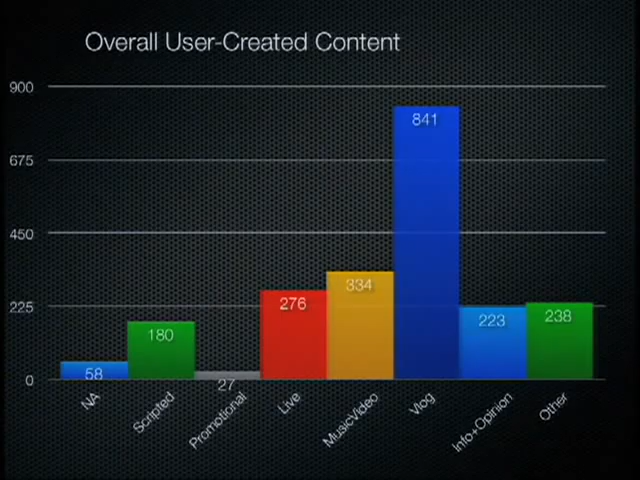 Overall User-Created Content
900
675
450
225
0
58
180
27
276
334
841
223
238
NA
Scripted
Promotional
Live
MusicVideo
Vlog
Info+Opinion
Other